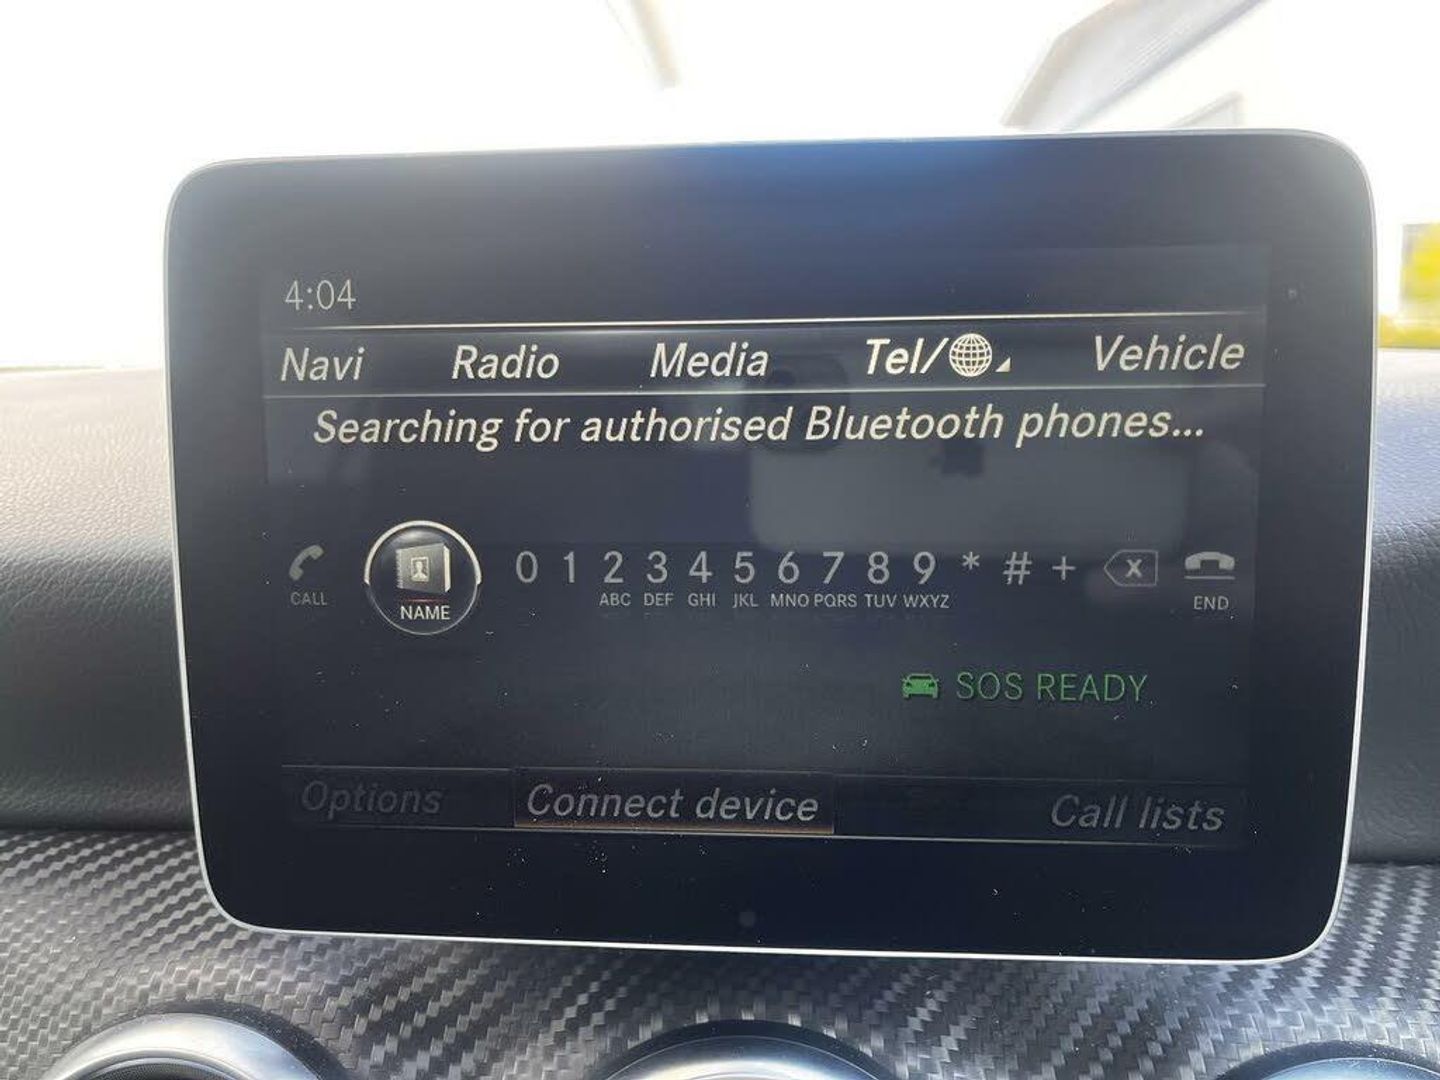 4:04
Navi Radio Media Tel/ Vehicle
Searching for authorised Bluetooth phones...
0 1 2 3 4 5 6 7 8 9 * # + X
CALL NAME ABC DEF GHI JKL MNO PQRS TUV WXYZ END
SOS READY
Options Connect device Call lists